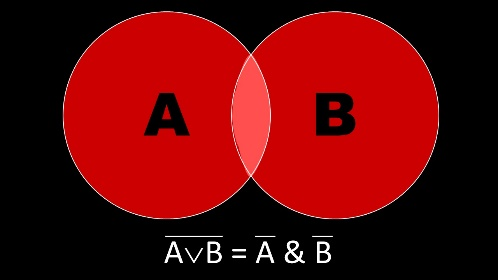 A B
A̅∨̅B̅ = A̅ & B̅